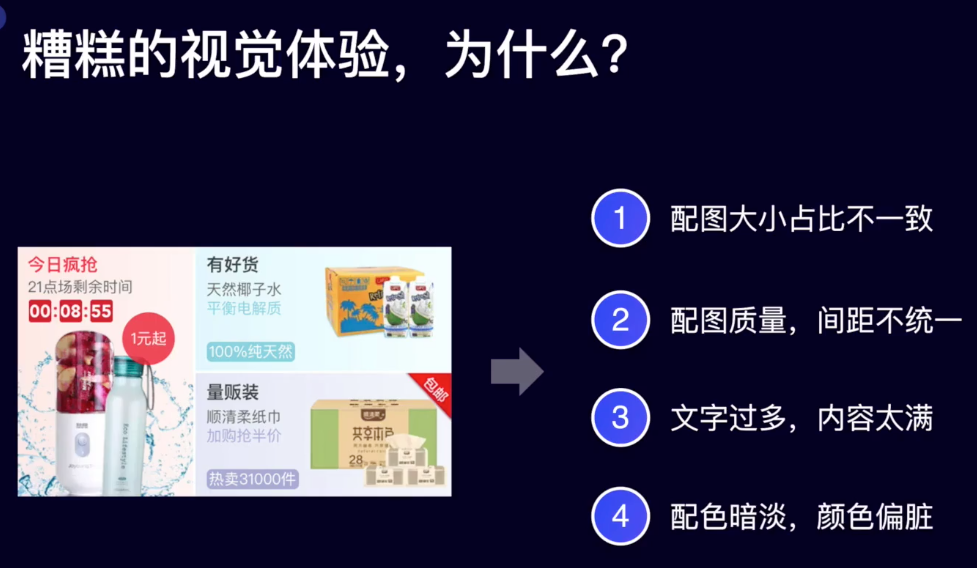 糟糕的视觉体验，为什么？
今日疯抢
21点场剩余时间
00:08:55
1元起
有好货
天然椰子水
平衡电解质
100%纯天然
量贩装
顺清柔纸巾
加购抢半价
热卖31000件
包邮
共享本色
28
1 配图大小占比不一致
2 配图质量，间距不统一
3 文字过多，内容太满
4 配色暗淡，颜色偏脏